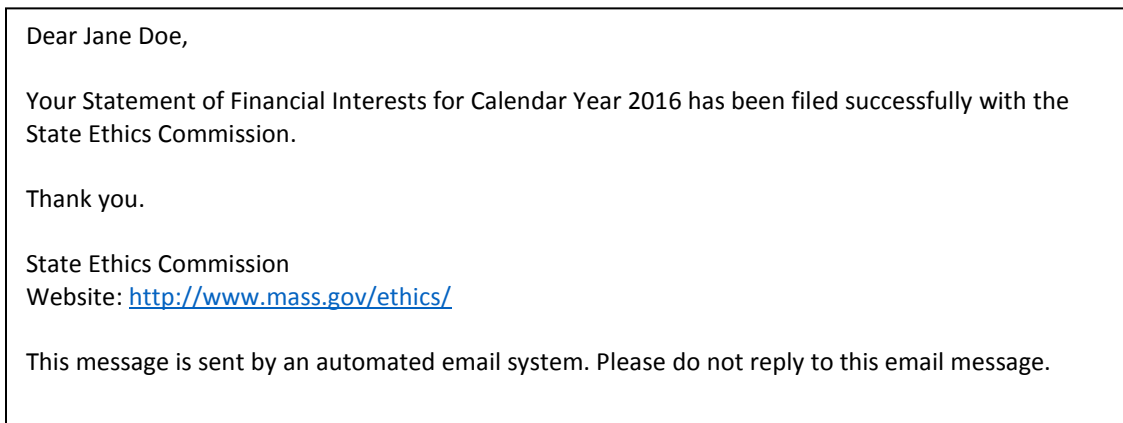 Dear Jane Doe,
Your Statement of Financial Interests for Calendar Year 2016 has been filed successfully with the
State Ethics Commission.
Thank you.
State Ethics Commission
Website: http://www.mass.gov/ethics/
This message is sent by an automated email system. Please do not reply to this email message.